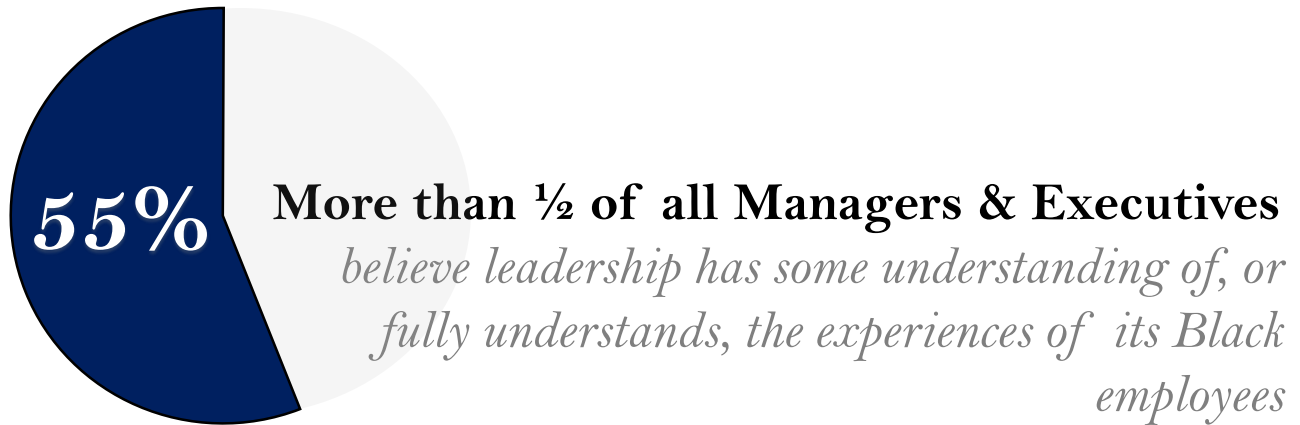 55%
More than ½ of all Managers & Executives
believe leadership has some understanding of, or
fully understands, the experiences of its Black
employees